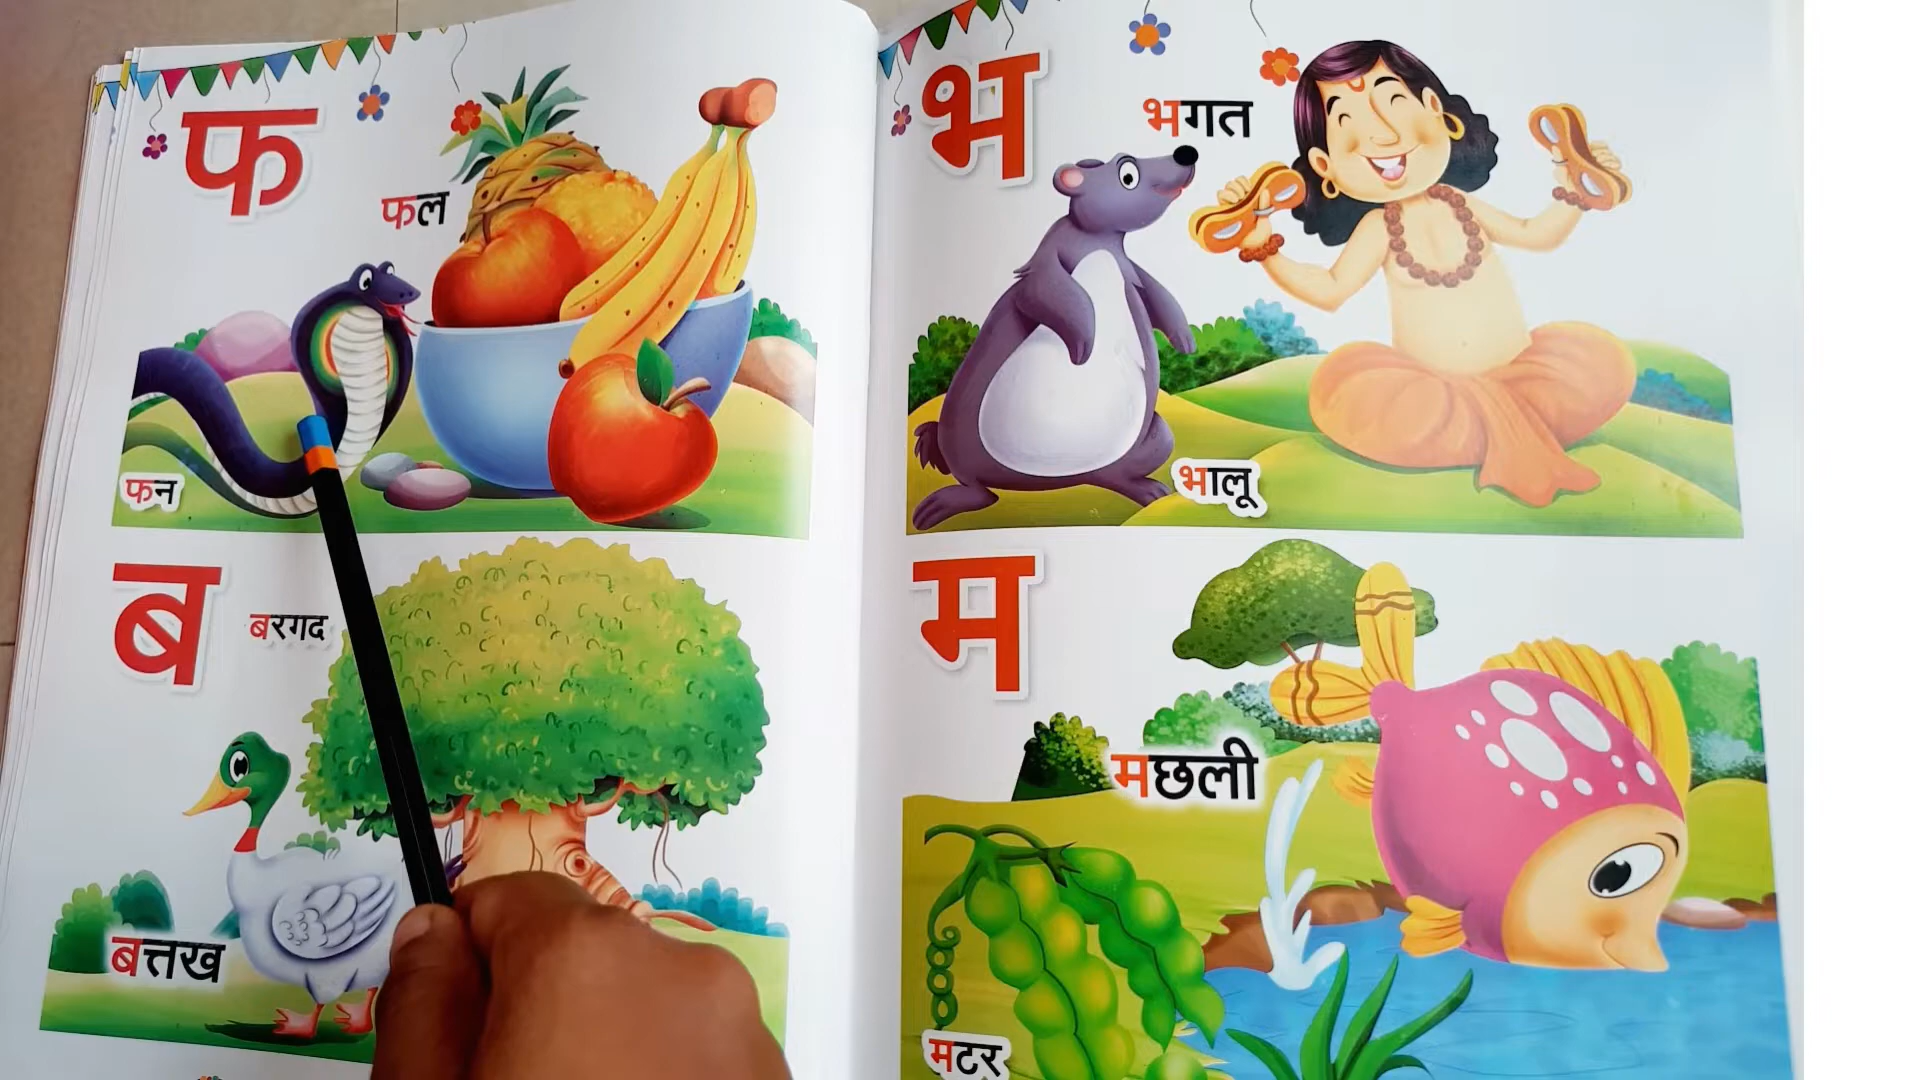 फ
फल
फन
ब
बरगद
बत्तख
भ
भगत
भालू
म
मछली
मटर